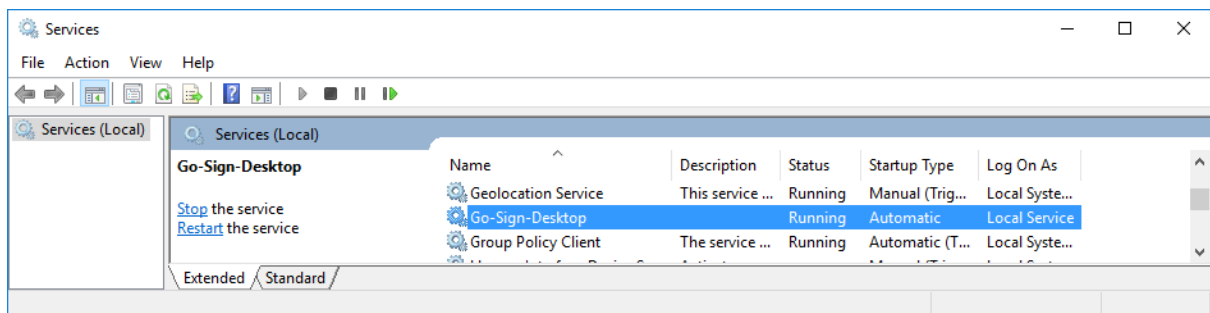 Services
File Action View Help
Services (Local)
Services (Local)
Go-Sign-Desktop
Stop the service
Restart the service
Name Description Status Startup Type Log On As
Geolocation Service This service ... Running Manual (Trig... Local Syste...
Go-Sign-Desktop Running Automatic Local Service
Group Policy Client The service ... Running Automatic (T... Local Syste...
Extended Standard